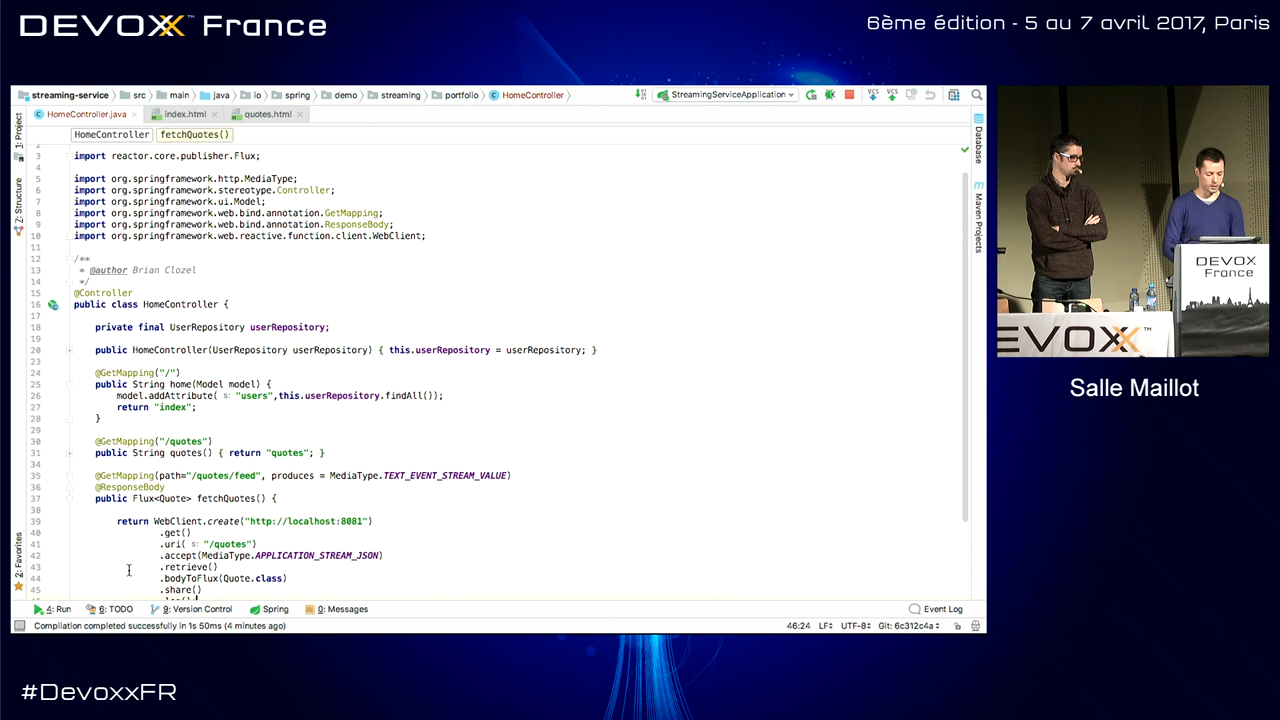 DEVOXX™ France
6ème édition - 5 au 7 avril 2017, Paris
streaming-service src main java io spring demo streaming portfolio HomeController
StreamingServiceApplication
VCS VCS
HomeController.java index.html quotes.html
HomeController fetchQuotes()
1: Project
Z: Structure
2: Favorites
Database
Maven Projects
2
3 import reactor.core.publisher.Flux;
4
5 import org.springframework.http.MediaType;
6 import org.springframework.stereotype.Controller;
7 import org.springframework.ui.Model;
8 import org.springframework.web.bind.annotation.GetMapping;
9 import org.springframework.web.bind.annotation.ResponseBody;
10 import org.springframework.web.reactive.function.client.WebClient;
11
12 /**
13 * @author Brian Clozel
14 */
15 @Controller
16 public class HomeController {
17
18 private final UserRepository userRepository;
19
20 public HomeController(UserRepository userRepository) { this.userRepository = userRepository; }
23
24 @GetMapping("/")
25 public String home(Model model) {
26 model.addAttribute( s: "users",this.userRepository.findAll());
27 return "index";
28 }
29
30 @GetMapping("/quotes")
31 public String quotes() { return "quotes"; }
34
35 @GetMapping(path="/quotes/feed", produces = MediaType.TEXT_EVENT_STREAM_VALUE)
36 @ResponseBody
37 public Flux<Quote> fetchQuotes() {
38
39 return WebClient.create("http://localhost:8081")
40 .get()
41 .uri( s: "/quotes")
42 .accept(MediaType.APPLICATION_STREAM_JSON)
43 .retrieve()
44 .bodyToFlux(Quote.class)
45 .share()
4: Run 6: TODO 9: Version Control Spring 0: Messages Event Log
Compilation completed successfully in 1s 50ms (4 minutes ago) 46:24 LF UTF-8 Git: 6c312c4a
DEVOXX
France
EVOXX™
Salle Maillot
#DevoxxFR